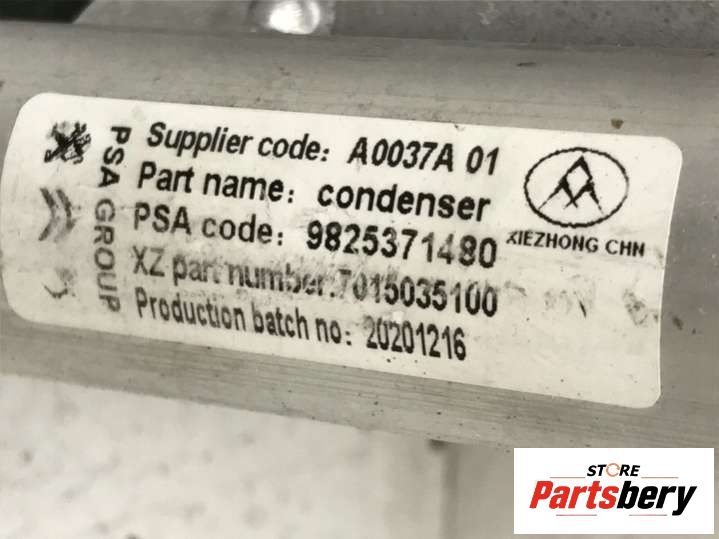 PSA GROUP
Supplier code: A0037A 01
Part name: condenser
PSA code: 9825371480
XZ part number:7015035100
Production batch no: 20201216
XIEZHONG CHN
STORE
Partsbery